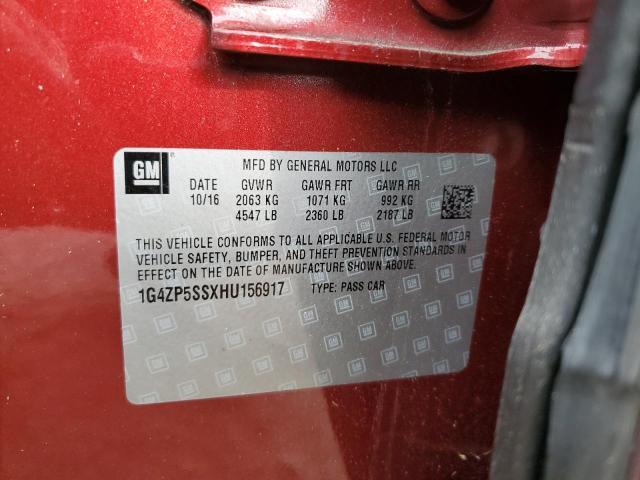 GM ® MFD BY GENERAL MOTORS LLC
DATE GVWR GAWR FRT GAWR RR
10/16 2063 KG 1071 KG 992 KG
4547 LB 2360 LB 2187 LB
THIS VEHICLE CONFORMS TO ALL APPLICABLE U.S. FEDERAL MOTOR
VEHICLE SAFETY, BUMPER, AND THEFT PREVENTION STANDARDS IN
EFFECT ON THE DATE OF MANUFACTURE SHOWN ABOVE.
1G4ZP5SSXHU156917 TYPE: PASS CAR